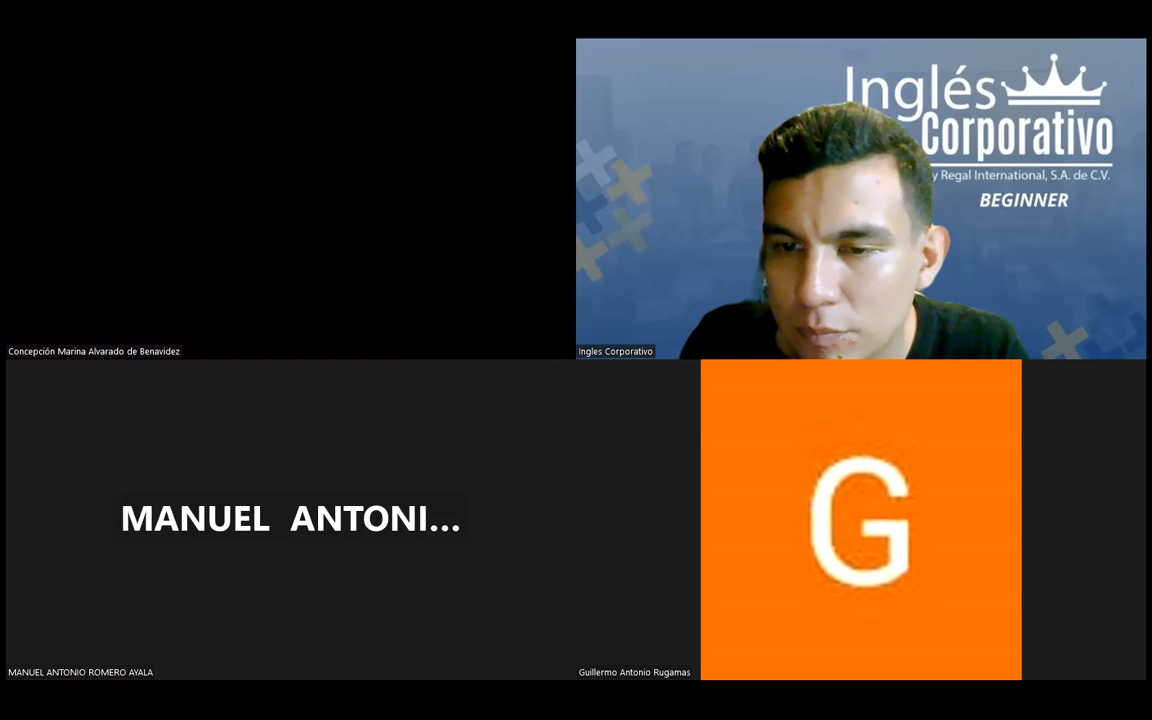 Inglés
Corporativo
y Regal International, S.A. de C.V.
BEGINNER
Concepción Marina Alvarado de Benavidez
Ingles Corporativo
MANUEL ANTONI...
G
MANUEL ANTONIO ROMERO AYALA
Guillermo Antonio Rugamas